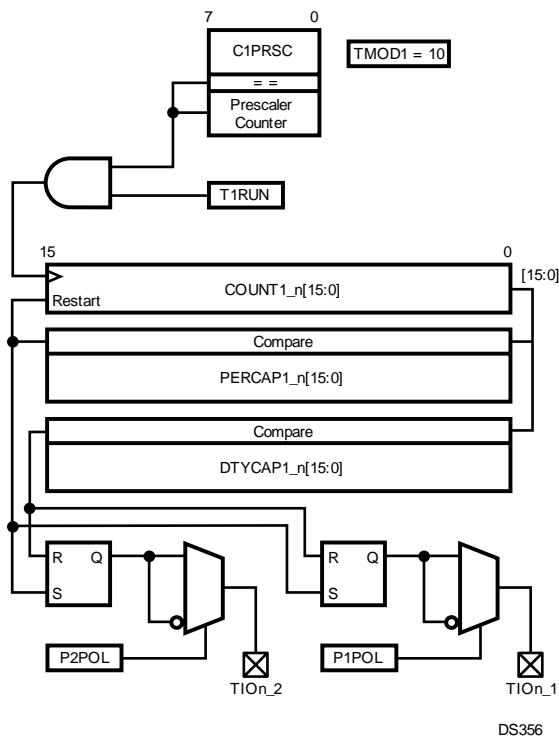 7 0
C1PRSC
TMOD1 = 10
= =
Prescaler
Counter
T1RUN
15 0
[15:0]
COUNT1_n[15:0]
Restart
Compare
PERCAP1_n[15:0]
Compare
DTYCAP1_n[15:0]
R Q R Q
S S
P2POL P1POL
TIOn_2 TIOn_1
DS356